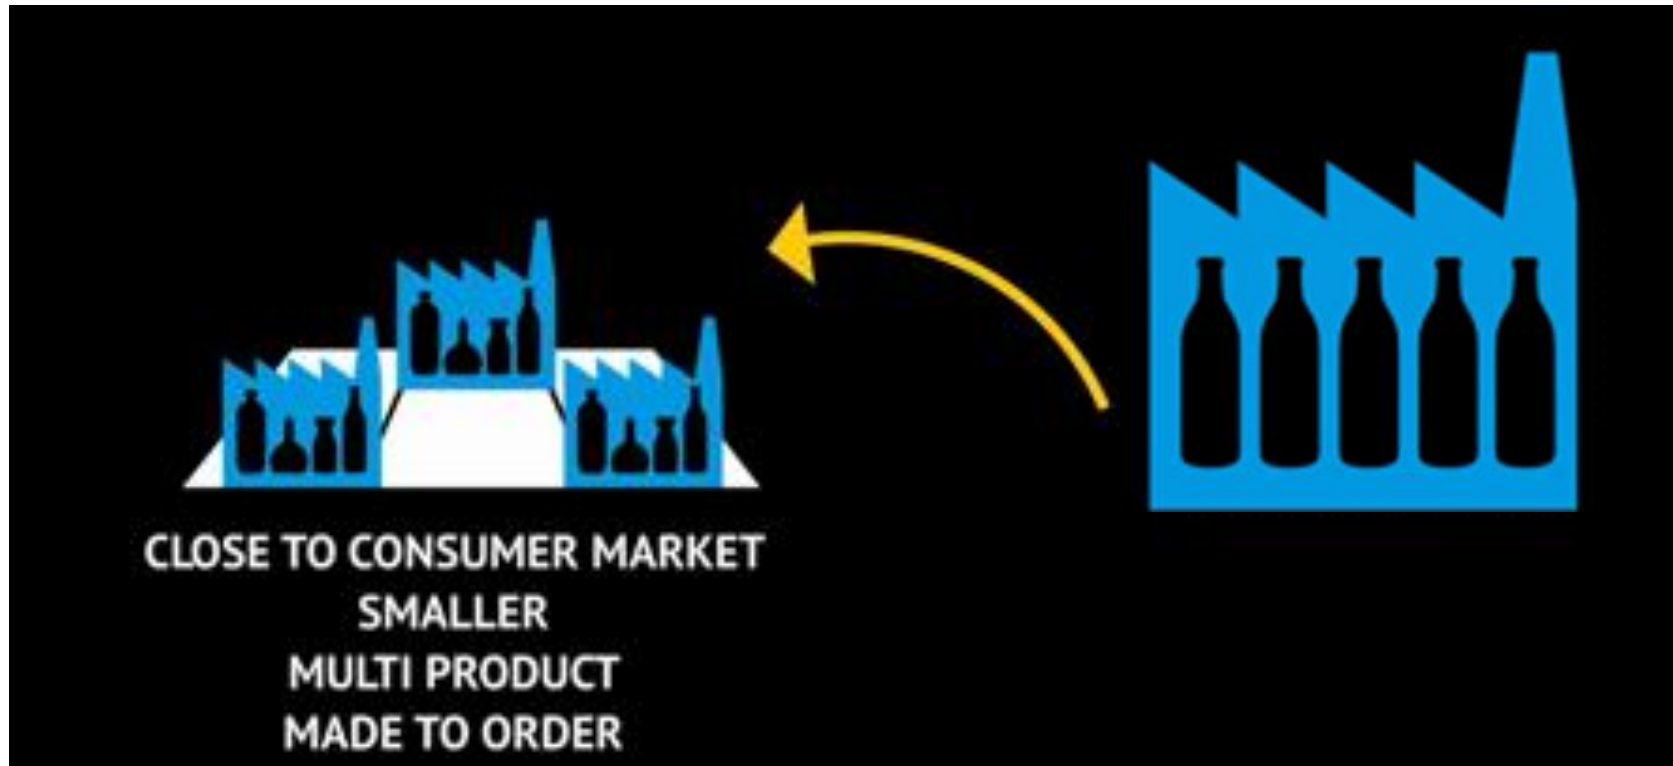 CLOSE TO CONSUMER MARKET
SMALLER
MULTI PRODUCT
MADE TO ORDER